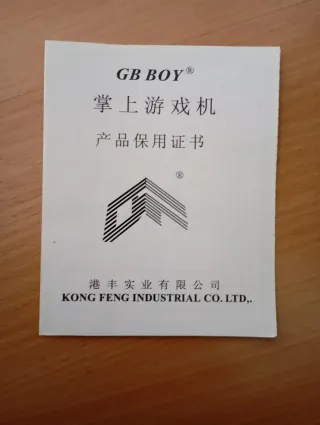 GB BOY®
掌上游戏机
产品保用证书
®
港丰实业有限公司
KONG FENG INDUSTRIAL CO. LTD,.